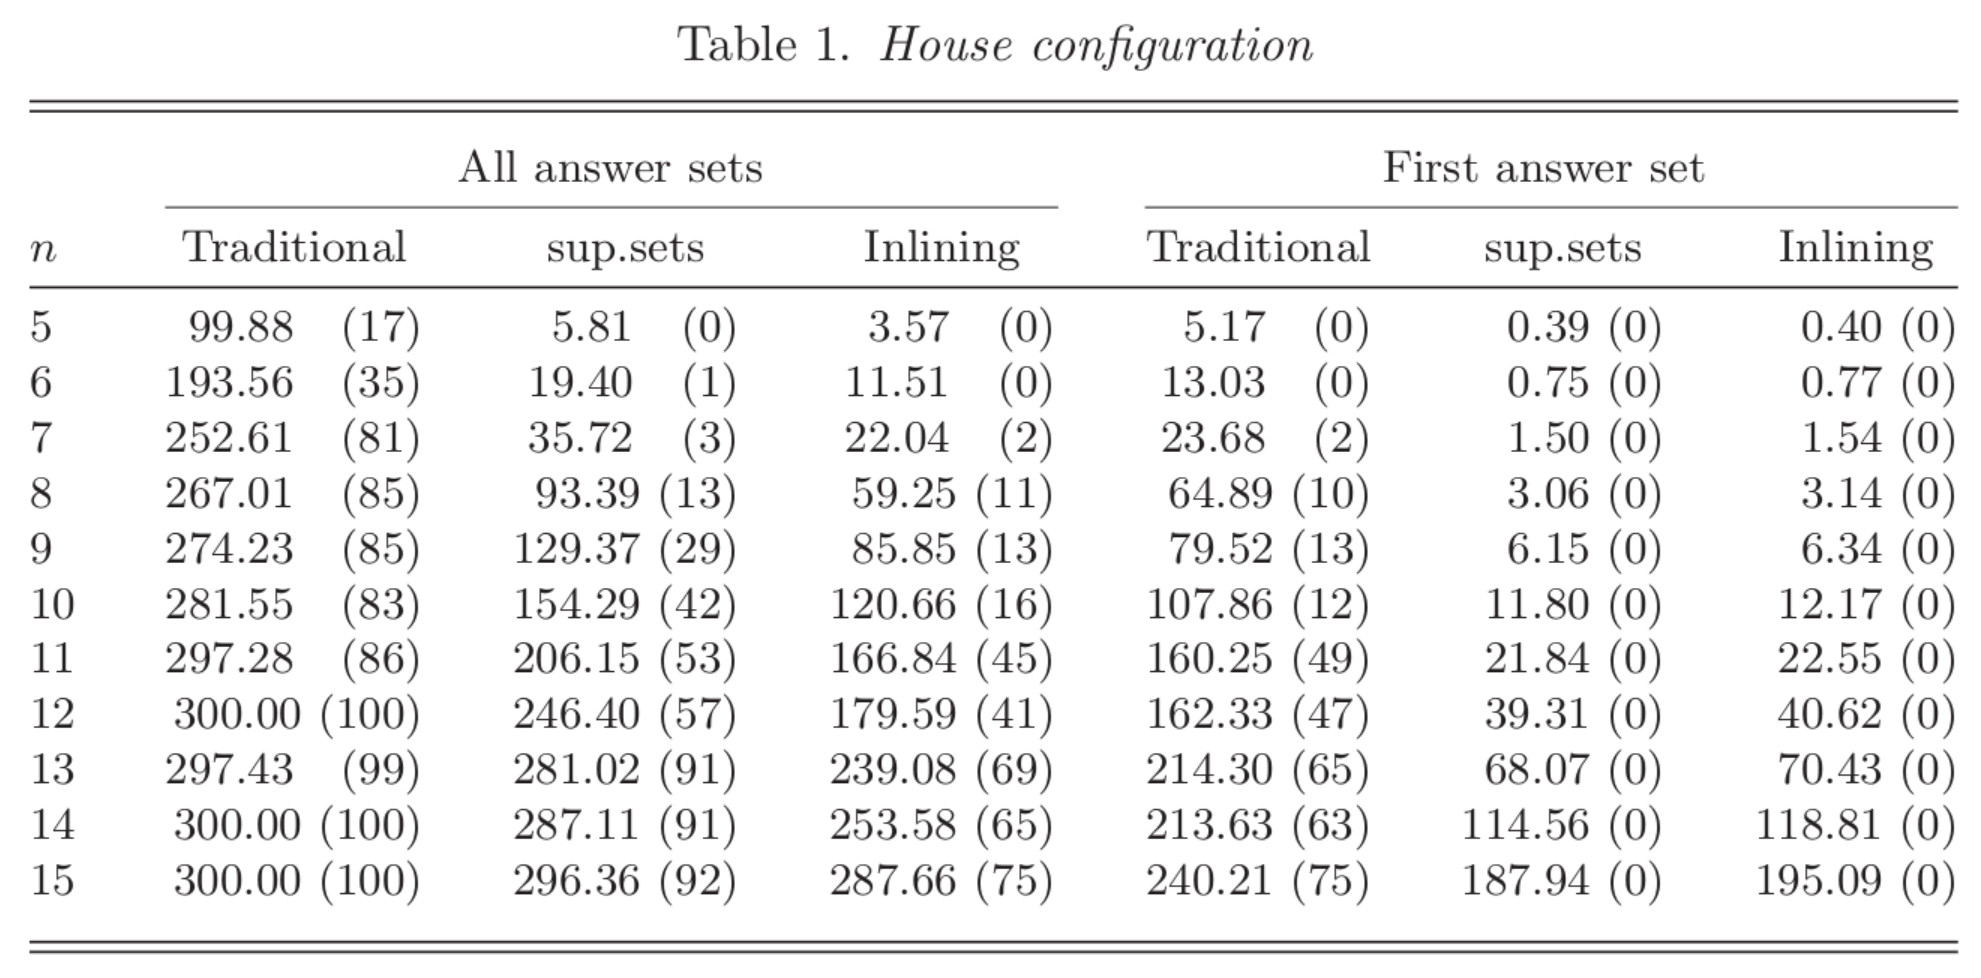 Table 1. House configuration
All answer sets First answer set
n Traditional sup.sets Inlining Traditional sup.sets Inlining
5 99.88 (17) 5.81 (0) 3.57 (0) 5.17 (0) 0.39 (0) 0.40 (0)
6 193.56 (35) 19.40 (1) 11.51 (0) 13.03 (0) 0.75 (0) 0.77 (0)
7 252.61 (81) 35.72 (3) 22.04 (2) 23.68 (2) 1.50 (0) 1.54 (0)
8 267.01 (85) 93.39 (13) 59.25 (11) 64.89 (10) 3.06 (0) 3.14 (0)
9 274.23 (85) 129.37 (29) 85.85 (13) 79.52 (13) 6.15 (0) 6.34 (0)
10 281.55 (83) 154.29 (42) 120.66 (16) 107.86 (12) 11.80 (0) 12.17 (0)
11 297.28 (86) 206.15 (53) 166.84 (45) 160.25 (49) 21.84 (0) 22.55 (0)
12 300.00 (100) 246.40 (57) 179.59 (41) 162.33 (47) 39.31 (0) 40.62 (0)
13 297.43 (99) 281.02 (91) 239.08 (69) 214.30 (65) 68.07 (0) 70.43 (0)
14 300.00 (100) 287.11 (91) 253.58 (65) 213.63 (63) 114.56 (0) 118.81 (0)
15 300.00 (100) 296.36 (92) 287.66 (75) 240.21 (75) 187.94 (0) 195.09 (0)